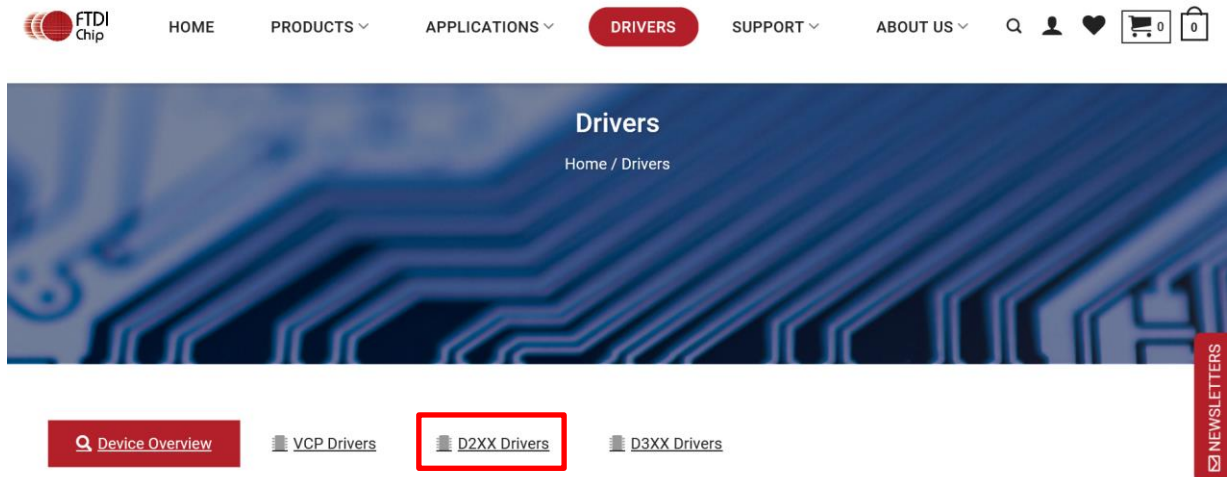 FTDI
Chip
HOME
PRODUCTS
APPLICATIONS
DRIVERS
SUPPORT
ABOUT US
0
0
Drivers
Home / Drivers
NEWSLETTERS
Device Overview
VCP Drivers
D2XX Drivers
D3XX Drivers